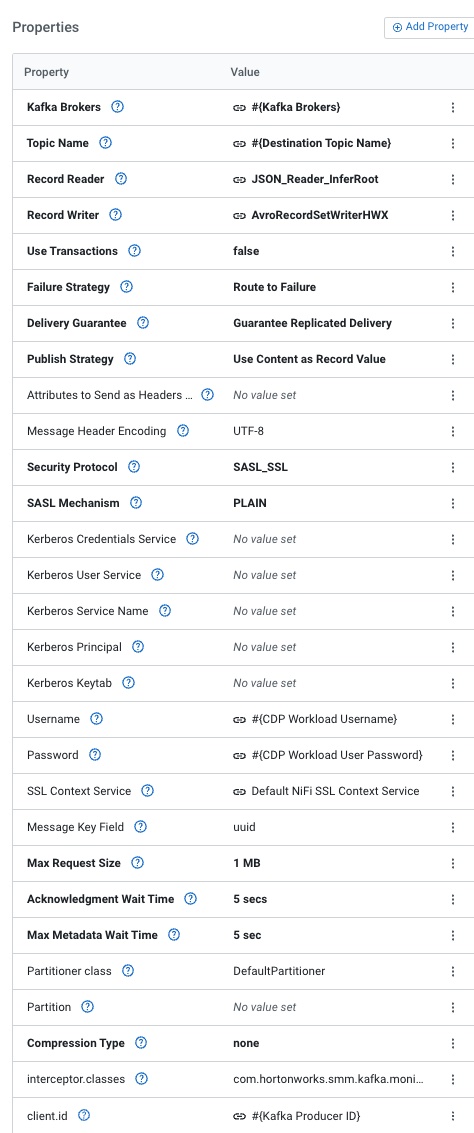 Properties
Add Property
Property Value
Kafka Brokers #{Kafka Brokers}
Topic Name #{Destination Topic Name}
Record Reader JSON_Reader_InferRoot
Record Writer AvroRecordSetWriterHWX
Use Transactions false
Failure Strategy Route to Failure
Delivery Guarantee Guarantee Replicated Delivery
Publish Strategy Use Content as Record Value
Attributes to Send as Headers ... No value set
Message Header Encoding UTF-8
Security Protocol SASL_SSL
SASL Mechanism PLAIN
Kerberos Credentials Service No value set
Kerberos User Service No value set
Kerberos Service Name No value set
Kerberos Principal No value set
Kerberos Keytab No value set
Username #{CDP Workload Username}
Password #{CDP Workload User Password}
SSL Context Service Default NiFi SSL Context Service
Message Key Field uuid
Max Request Size 1 MB
Acknowledgment Wait Time 5 secs
Max Metadata Wait Time 5 sec
Partitioner class DefaultPartitioner
Partition No value set
Compression Type none
interceptor.classes com.hortonworks.smm.kafka.moni...
client.id #{Kafka Producer ID}